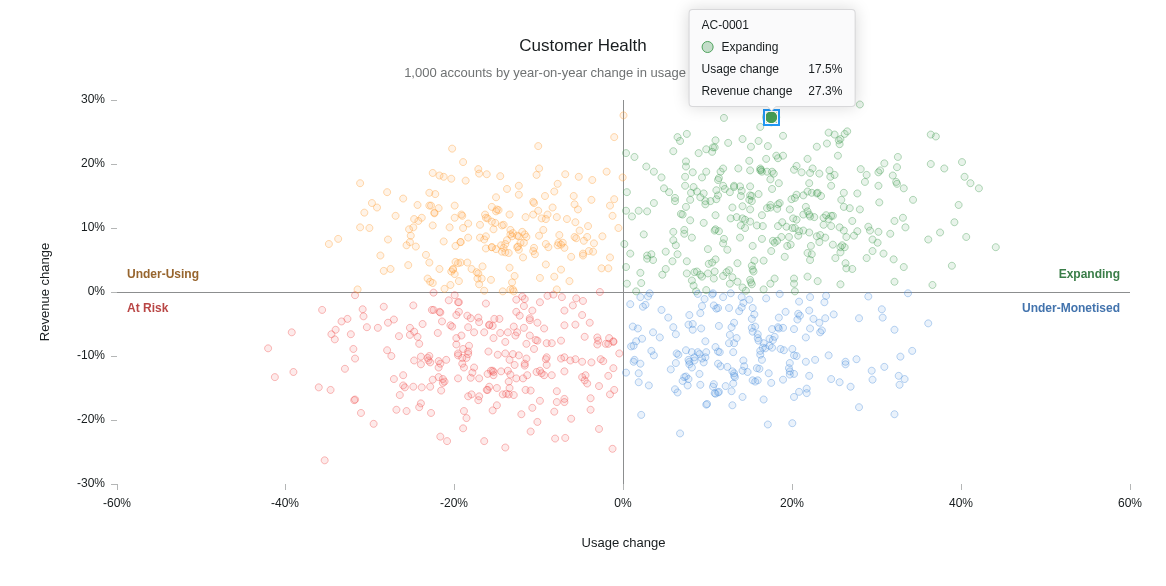 AC-0001
Expanding
Usage change 17.5%
Revenue change 27.3%
Customer Health
1,000 accounts by year-on-year change in usage
30%
20%
10%
0%
-10%
-20%
-30%
Revenue change
Under-Using
Expanding
At Risk
Under-Monetised
-60%
-40%
-20%
0%
20%
40%
60%
Usage change